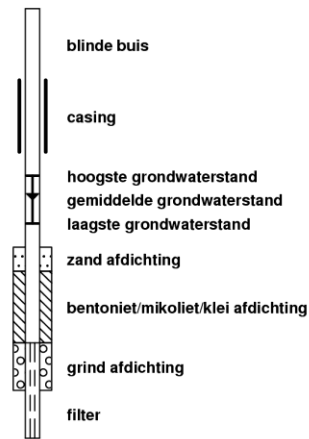 blinde buis
casing
hoogste grondwaterstand
gemiddelde grondwaterstand
laagste grondwaterstand
zand afdichting
bentoniet/mikoliet/klei afdichting
grind afdichting
filter